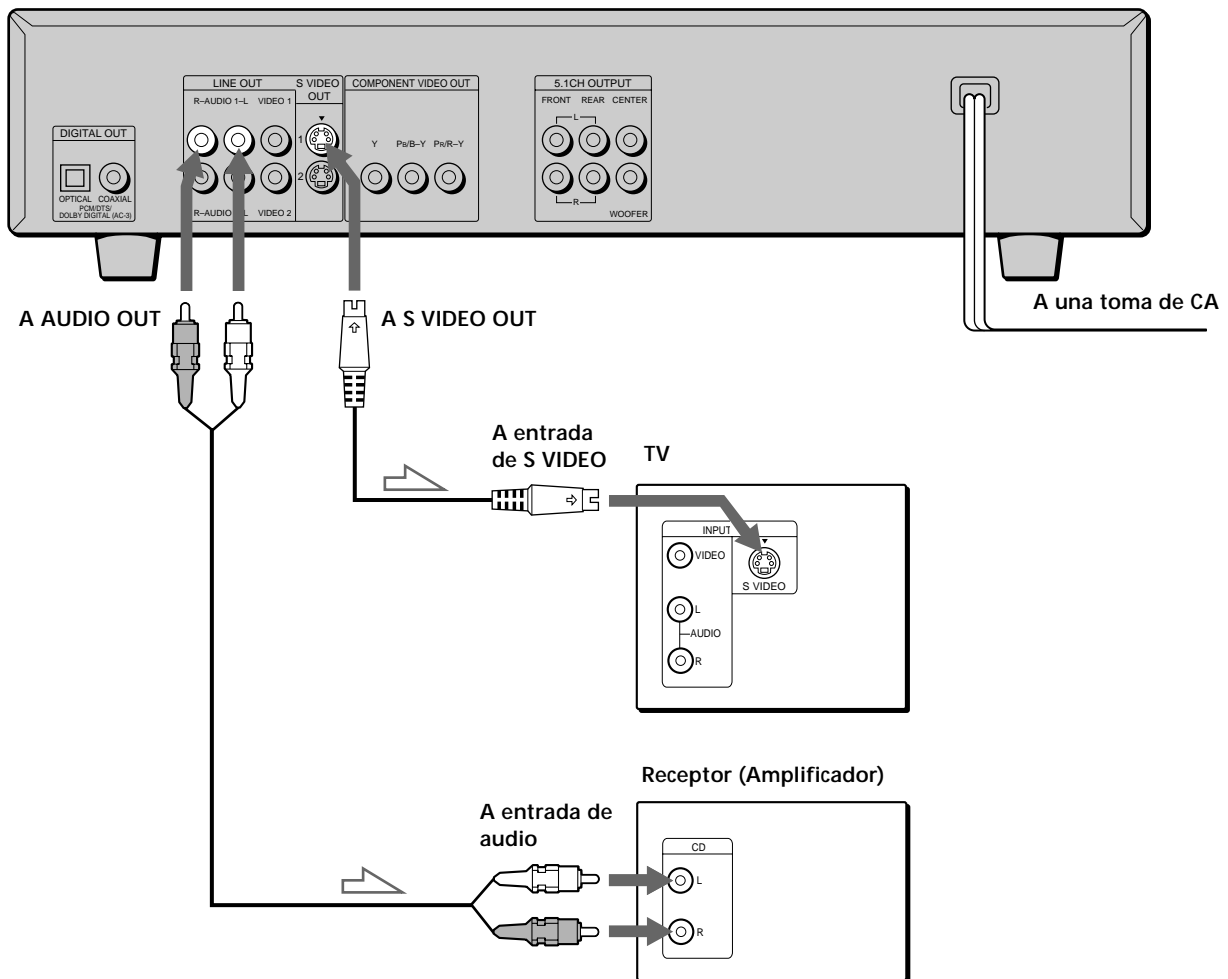 LINE OUT
R–AUDIO 1–L VIDEO 1
S VIDEO
OUT
1
2
COMPONENT VIDEO OUT
Y PB/B–Y PR/R–Y
5.1CH OUTPUT
FRONT REAR CENTER
L
R
WOOFER
DIGITAL OUT
OPTICAL COAXIAL
PCM/DTS/
DOLBY DIGITAL (AC-3)
R–AUDIO L VIDEO 2
A AUDIO OUT
A S VIDEO OUT
A una toma de CA
A entrada
de S VIDEO
TV
INPUT
VIDEO
S VIDEO
L
AUDIO
R
Receptor (Amplificador)
A entrada de
audio
CD
L
R